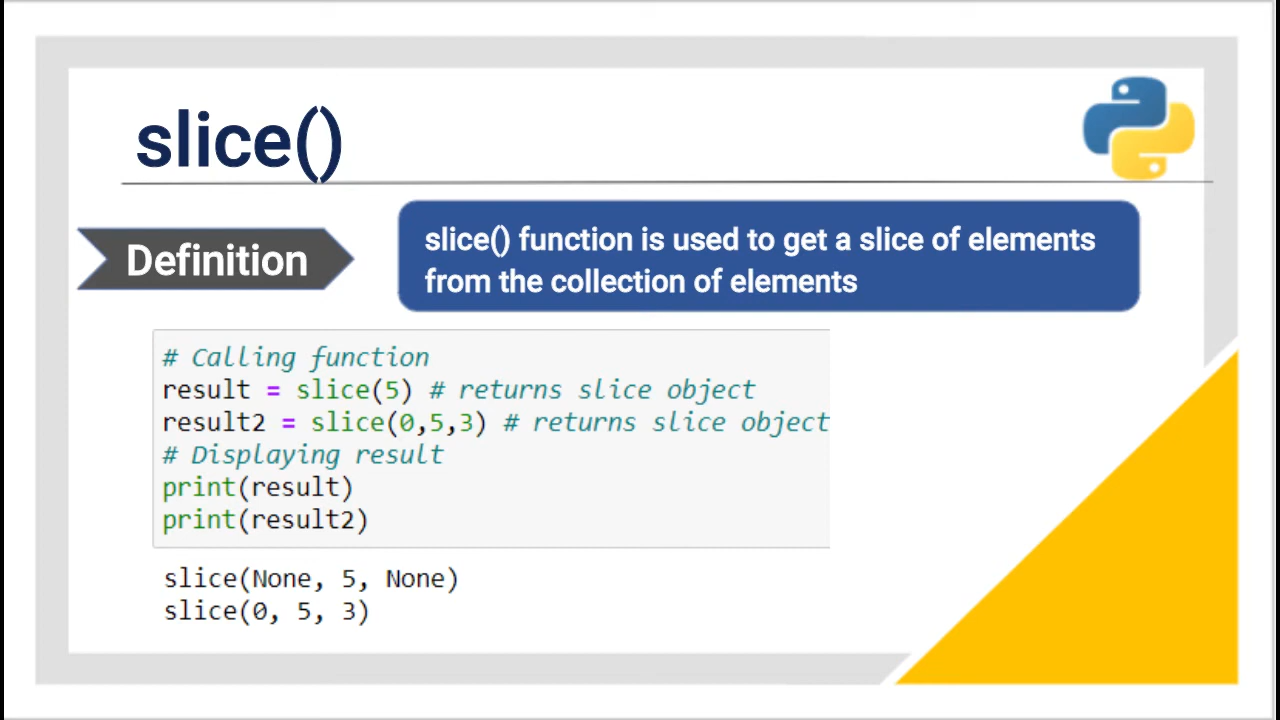 slice()
Definition
slice() function is used to get a slice of elements
from the collection of elements
# Calling function
result = slice(5) # returns slice object
result2 = slice(0,5,3) # returns slice object
# Displaying result
print(result)
print(result2)
slice(None, 5, None)
slice(0, 5, 3)